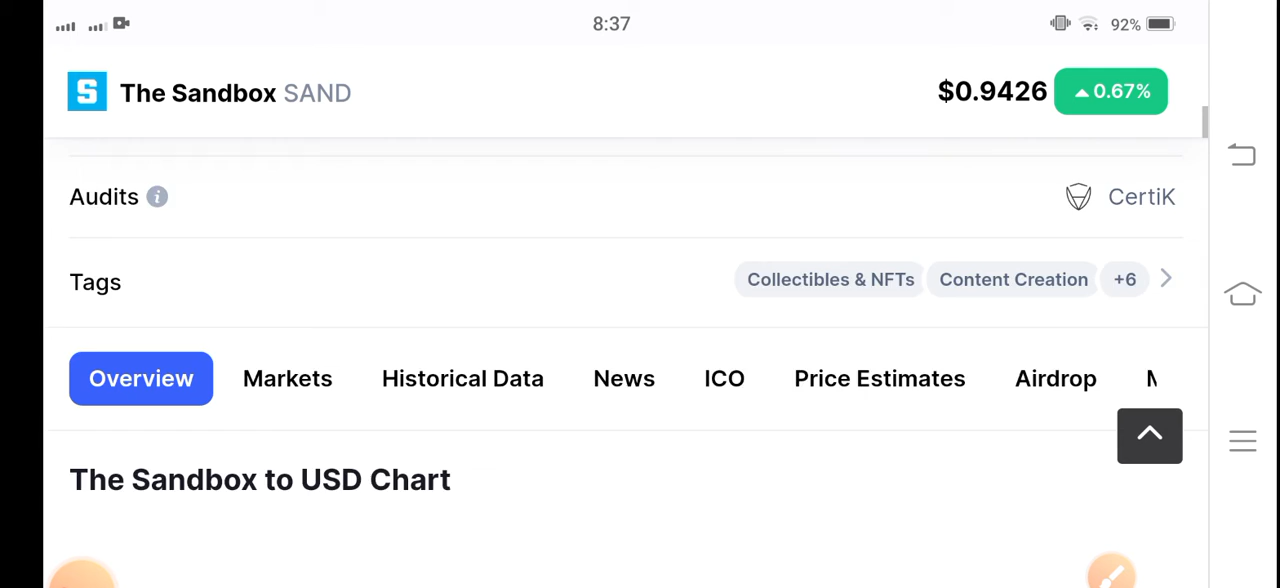 8:37 92%
S The Sandbox SAND $0.9426 0.67%
Audits i CertiK
Tags Collectibles & NFTs Content Creation +6
Overview Markets Historical Data News ICO Price Estimates Airdrop
The Sandbox to USD Chart